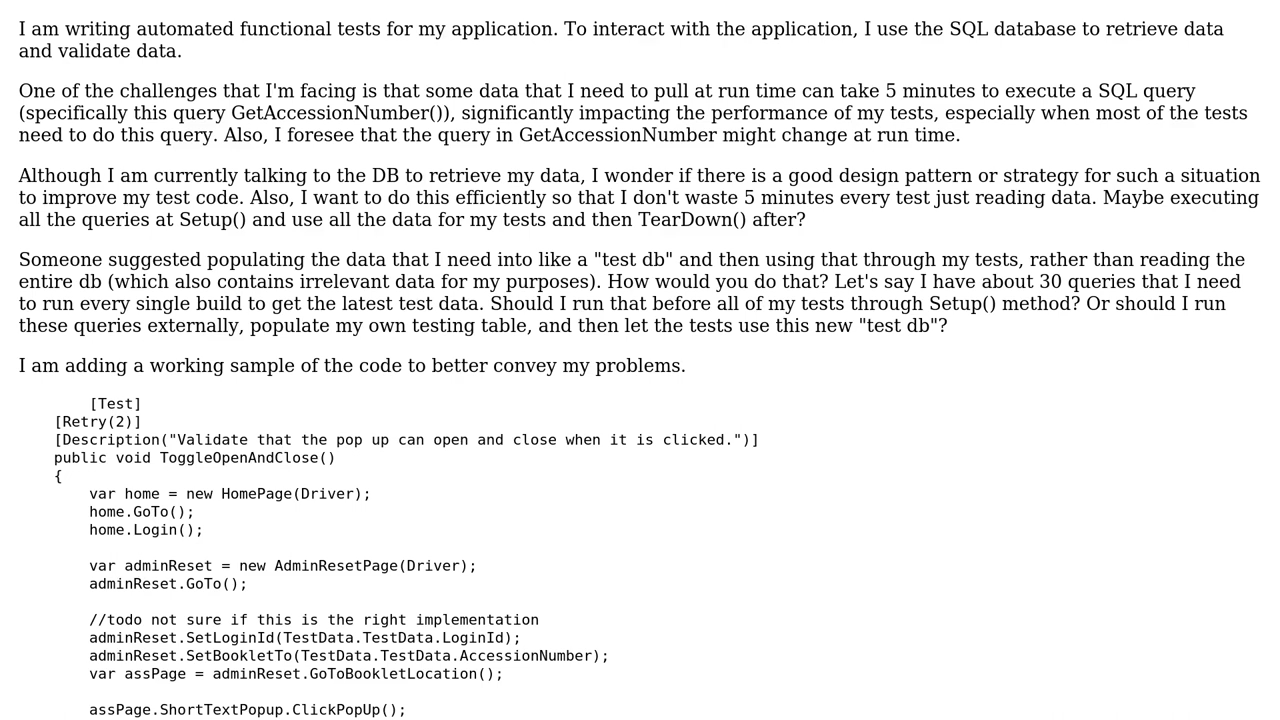 I am writing automated functional tests for my application. To interact with the application, I use the SQL database to retrieve data
and validate data.
One of the challenges that I'm facing is that some data that I need to pull at run time can take 5 minutes to execute a SQL query
(specifically this query GetAccessionNumber()), significantly impacting the performance of my tests, especially when most of the tests
need to do this query. Also, I foresee that the query in GetAccessionNumber might change at run time.
Although I am currently talking to the DB to retrieve my data, I wonder if there is a good design pattern or strategy for such a situation
to improve my test code. Also, I want to do this efficiently so that I don't waste 5 minutes every test just reading data. Maybe executing
all the queries at Setup() and use all the data for my tests and then TearDown() after?
Someone suggested populating the data that I need into like a "test db" and then using that through my tests, rather than reading the
entire db (which also contains irrelevant data for my purposes). How would you do that? Let's say I have about 30 queries that I need
to run every single build to get the latest test data. Should I run that before all of my tests through Setup() method? Or should I run
these queries externally, populate my own testing table, and then let the tests use this new "test db"?
I am adding a working sample of the code to better convey my problems.
[Test]
[Retry(2)]
[Description("Validate that the pop up can open and close when it is clicked.")]
public void ToggleOpenAndClose()
{
var home = new HomePage(Driver);
home.GoTo();
home.Login();
var adminReset = new AdminResetPage(Driver);
adminReset.GoTo();
//todo not sure if this is the right implementation
adminReset.SetLoginId(TestData.TestData.LoginId);
adminReset.SetBookletTo(TestData.TestData.AccessionNumber);
var assPage = adminReset.GoToBookletLocation();
assPage.ShortTextPopup.ClickPopUp();